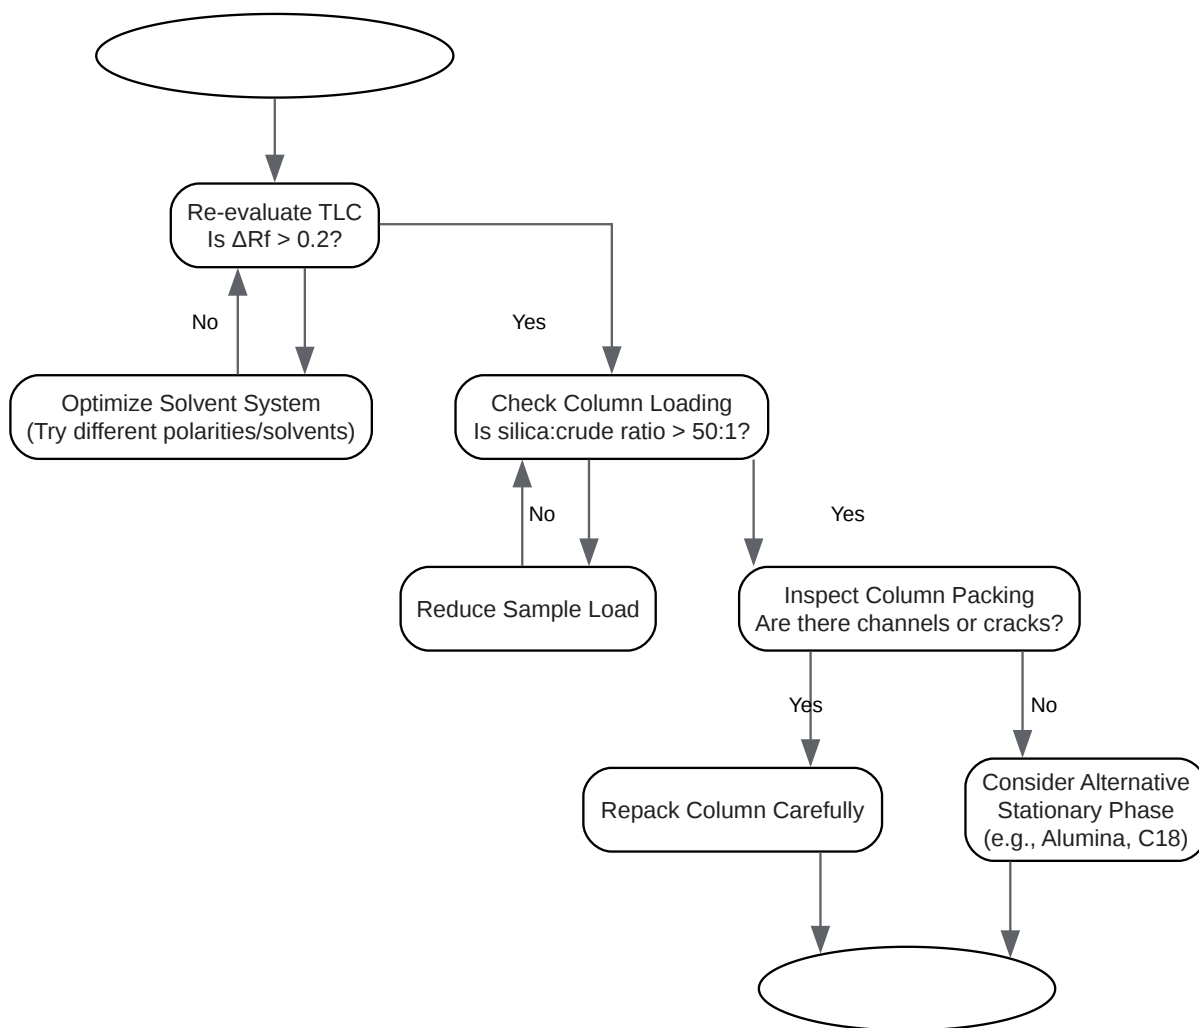 Re-evaluate TLC
Is ΔRf > 0.2?
No
Yes
Optimize Solvent System
(Try different polarities/solvents)
Check Column Loading
Is silica:crude ratio > 50:1?
No
Yes
Reduce Sample Load
Inspect Column Packing
Are there channels or cracks?
Yes
No
Repack Column Carefully
Consider Alternative
Stationary Phase
(e.g., Alumina, C18)